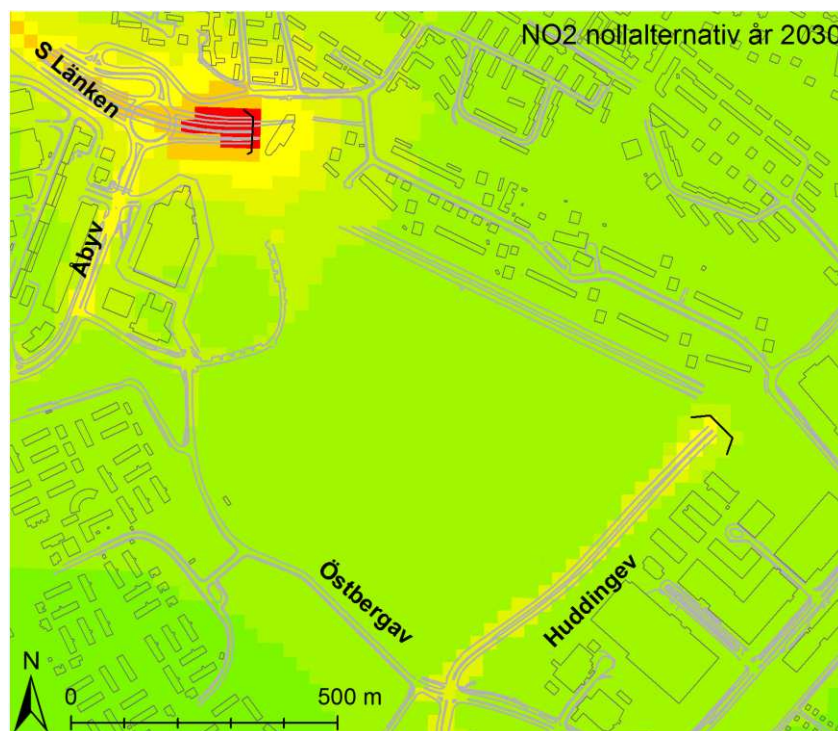 NO2 nollalternativ år 2030
S Länken
Åbyv
Östbergav
Huddingev
N
0 500 m